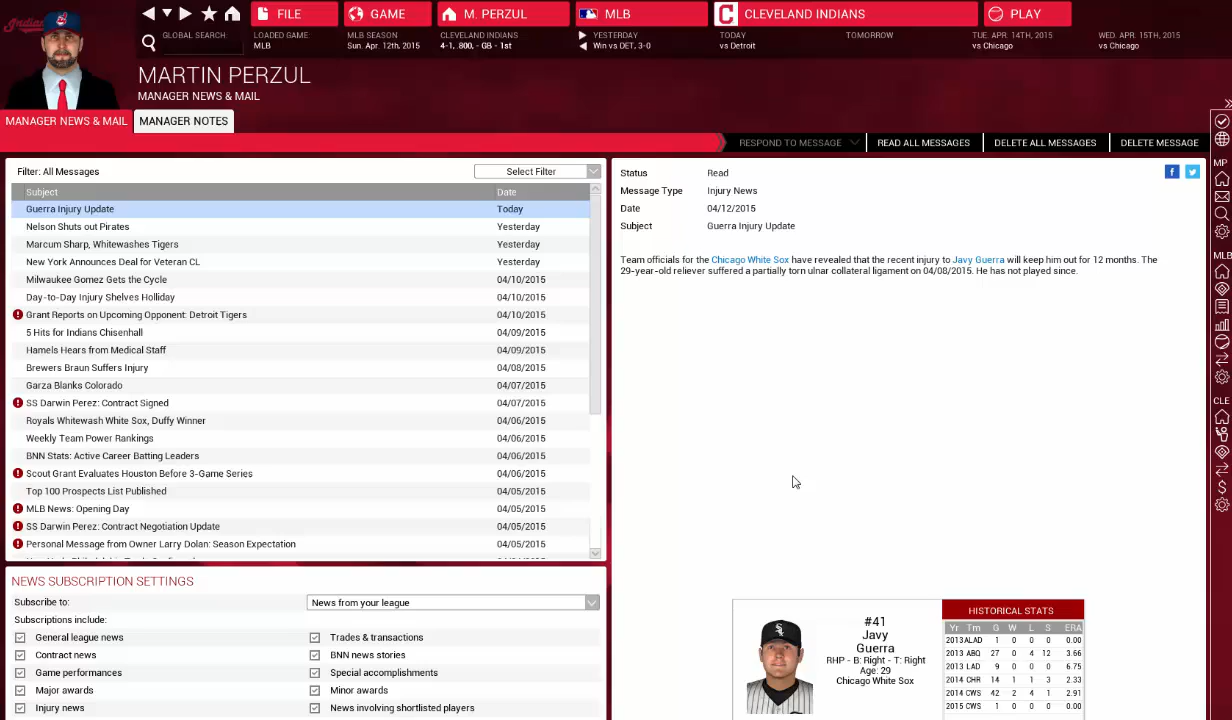 FILE
GAME
M. PERZUL
MLB
CLEVELAND INDIANS
PLAY
GLOBAL SEARCH:
LOADED GAME:
MLB
MLB SEASON
Sun. Apr. 12th, 2015
CLEVELAND INDIANS
4-1, .800, - GB - 1st
YESTERDAY
Win vs DET, 3-0
TODAY
vs Detroit
TOMORROW
TUE. APR. 14TH, 2015
vs Chicago
WED. APR. 15TH, 2015
vs Chicago
MARTIN PERZUL
MANAGER NEWS & MAIL
MANAGER NEWS & MAIL
MANAGER NOTES
RESPOND TO MESSAGE
READ ALL MESSAGES
DELETE ALL MESSAGES
DELETE MESSAGE
Filter: All Messages
Select Filter
Subject Date
Guerra Injury Update Today
Nelson Shuts out Pirates Yesterday
Marcum Sharp, Whitewashes Tigers Yesterday
New York Announces Deal for Veteran CL Yesterday
Milwaukee Gomez Gets the Cycle 04/10/2015
Day-to-Day Injury Shelves Holliday 04/10/2015
Grant Reports on Upcoming Opponent: Detroit Tigers 04/10/2015
5 Hits for Indians Chisenhall 04/09/2015
Hamels Hears from Medical Staff 04/09/2015
Brewers Braun Suffers Injury 04/08/2015
Garza Blanks Colorado 04/07/2015
SS Darwin Perez: Contract Signed 04/07/2015
Royals Whitewash White Sox, Duffy Winner 04/06/2015
Weekly Team Power Rankings 04/06/2015
BNN Stats: Active Career Batting Leaders 04/06/2015
Scout Grant Evaluates Houston Before 3-Game Series 04/06/2015
Top 100 Prospects List Published 04/05/2015
MLB News: Opening Day 04/05/2015
SS Darwin Perez: Contract Negotiation Update 04/05/2015
Personal Message from Owner Larry Dolan: Season Expectation 04/05/2015
NEWS SUBSCRIPTION SETTINGS
Subscribe to: News from your league
Subscriptions include:
General league news Trades & transactions
Contract news BNN news stories
Game performances Special accomplishments
Major awards Minor awards
Injury news News involving shortlisted players
Status Read
Message Type Injury News
Date 04/12/2015
Subject Guerra Injury Update
Team officials for the Chicago White Sox have revealed that the recent injury to Javy Guerra will keep him out for 12 months. The
29-year-old reliever suffered a partially torn ulnar collateral ligament on 04/08/2015. He has not played since.
#41
Javy
Guerra
RHP - B: Right - T: Right
Age: 29
Chicago White Sox
HISTORICAL STATS
Yr Tm G W L S ERA
2013 ALAD 1 0 0 0 0.00
2013 ABQ 27 0 4 12 3.66
2013 LAD 9 0 0 0 6.75
2014 CHR 14 1 1 3 2.33
2014 CWS 42 2 4 1 2.91
2015 CWS 1 0 0 0 0.00
MP
MLB
CLE